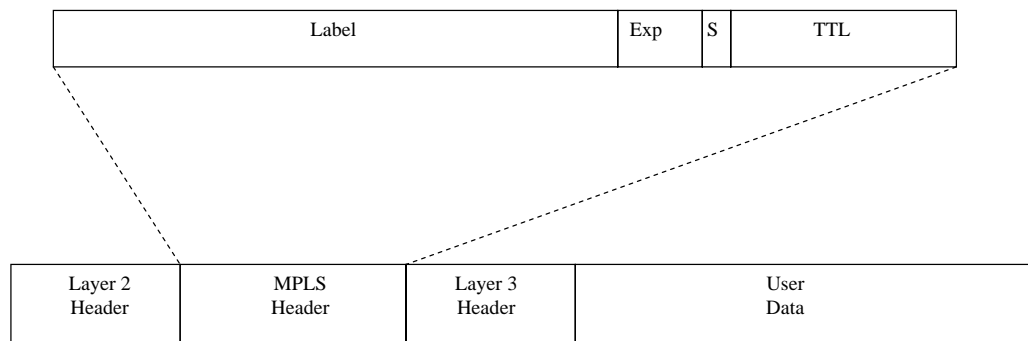 Label Exp S TTL
Layer 2 MPLS Layer 3 User
Header Header Header Data